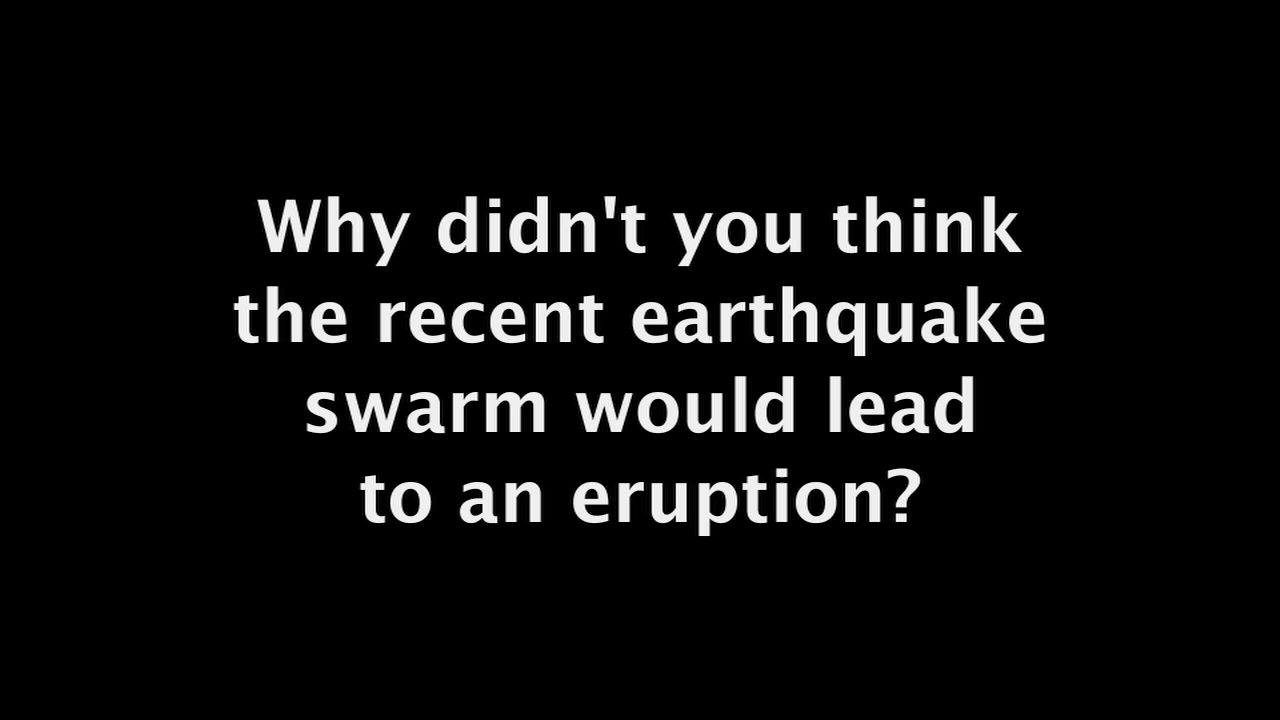 Why didn't you think
the recent earthquake
swarm would lead
to an eruption?